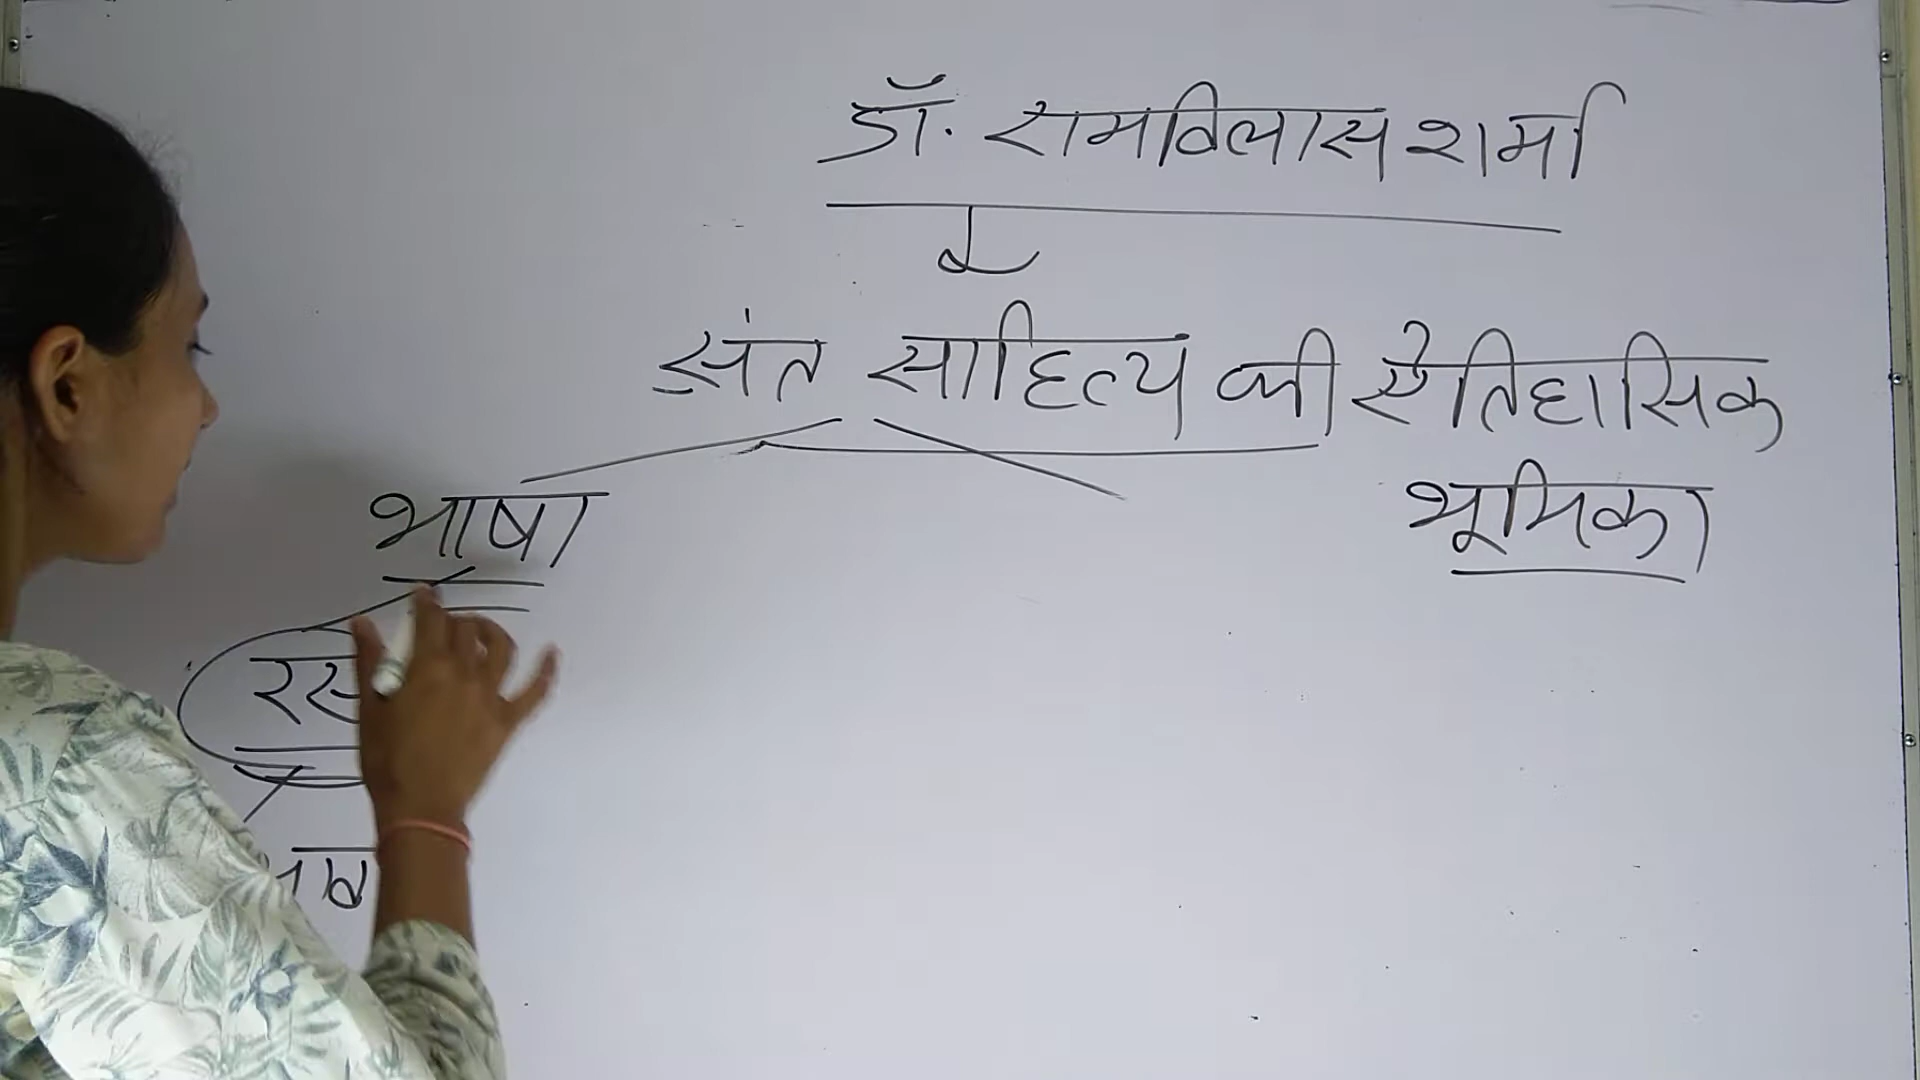 डॉ. रामविलास शर्मा
संत साहित्य की ऐतिहासिक
भूमिका
भाषा